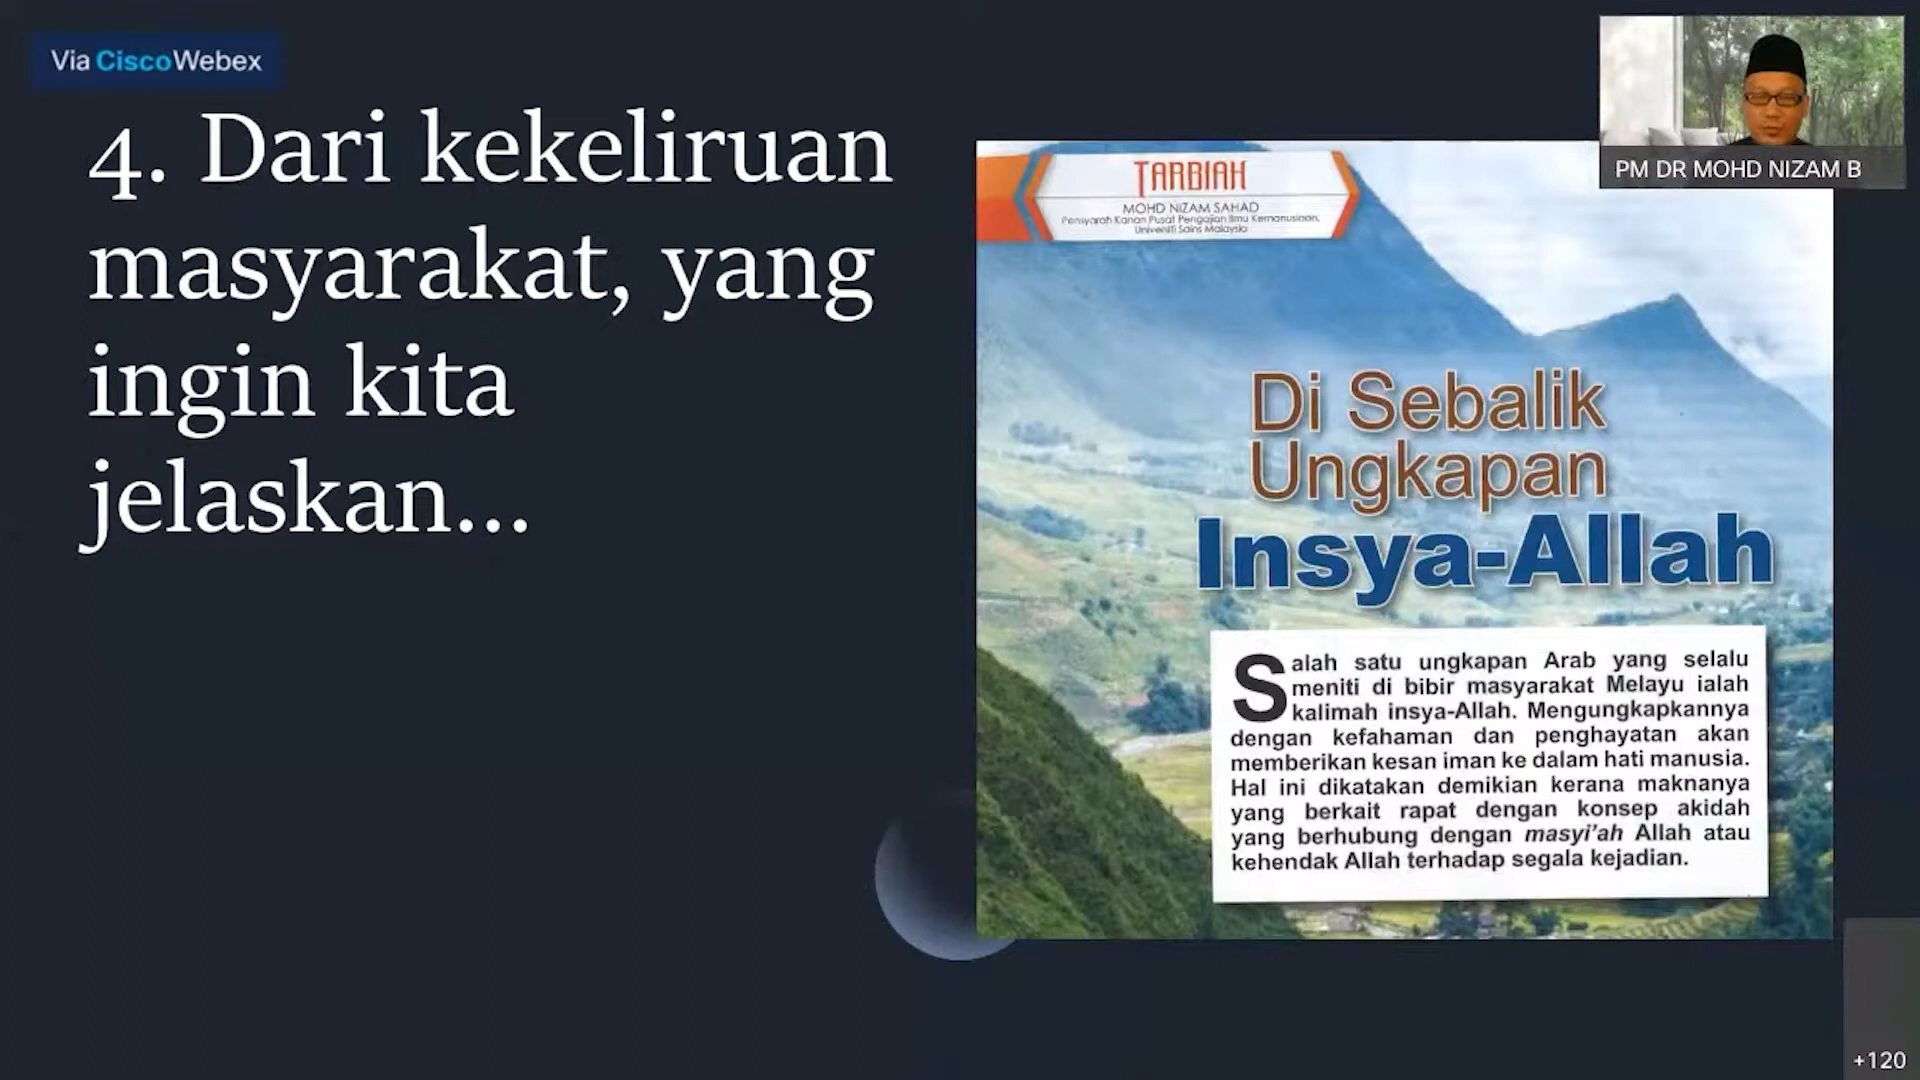 Via CiscoWebex
4. Dari kekeliruan
masyarakat, yang
ingin kita
jelaskan...
PM DR MOHD NIZAM B
TARBIAH
MOHD NIZAM SAHAD
Pensyarah Kanan Pusat Pengajian Ilmu Kemanusiaan,
Universiti Sains Malaysia
Di Sebalik
Ungkapan
Insya-Allah
Salah satu ungkapan Arab yang selalu
meniti di bibir masyarakat Melayu ialah
kalimah insya-Allah. Mengungkapkannya
dengan kefahaman dan penghayatan akan
memberikan kesan iman ke dalam hati manusia.
Hal ini dikatakan demikian kerana maknanya
yang berkait rapat dengan konsep akidah
yang berhubung dengan masyi’ah Allah atau
kehendak Allah terhadap segala kejadian.
+120